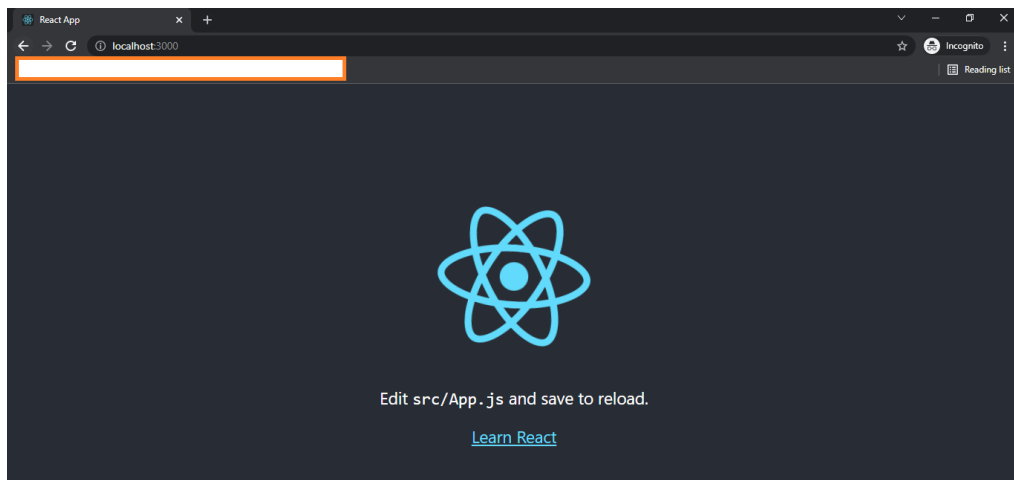 React App
localhost:3000
Incognito
Reading list
Edit src/App.js and save to reload.
Learn React